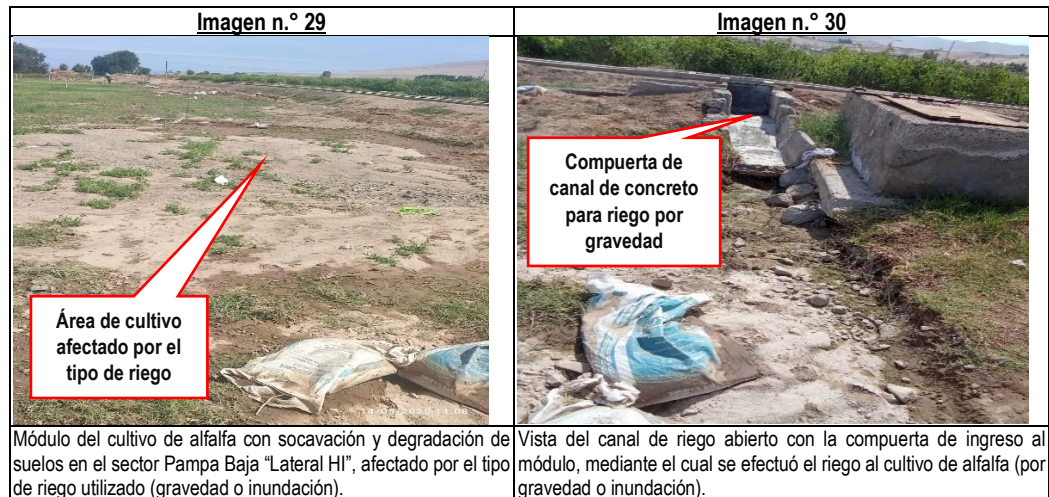 Imagen n.° 29
Imagen n.° 30
Área de cultivo
afectado por el
tipo de riego
Compuerta de
canal de concreto
para riego por
gravedad
Módulo del cultivo de alfalfa con socavación y degradación de
suelos en el sector Pampa Baja “Lateral HI”, afectado por el tipo
de riego utilizado (gravedad o inundación).
Vista del canal de riego abierto con la compuerta de ingreso al
módulo, mediante el cual se efectuó el riego al cultivo de alfalfa (por
gravedad o inundación).